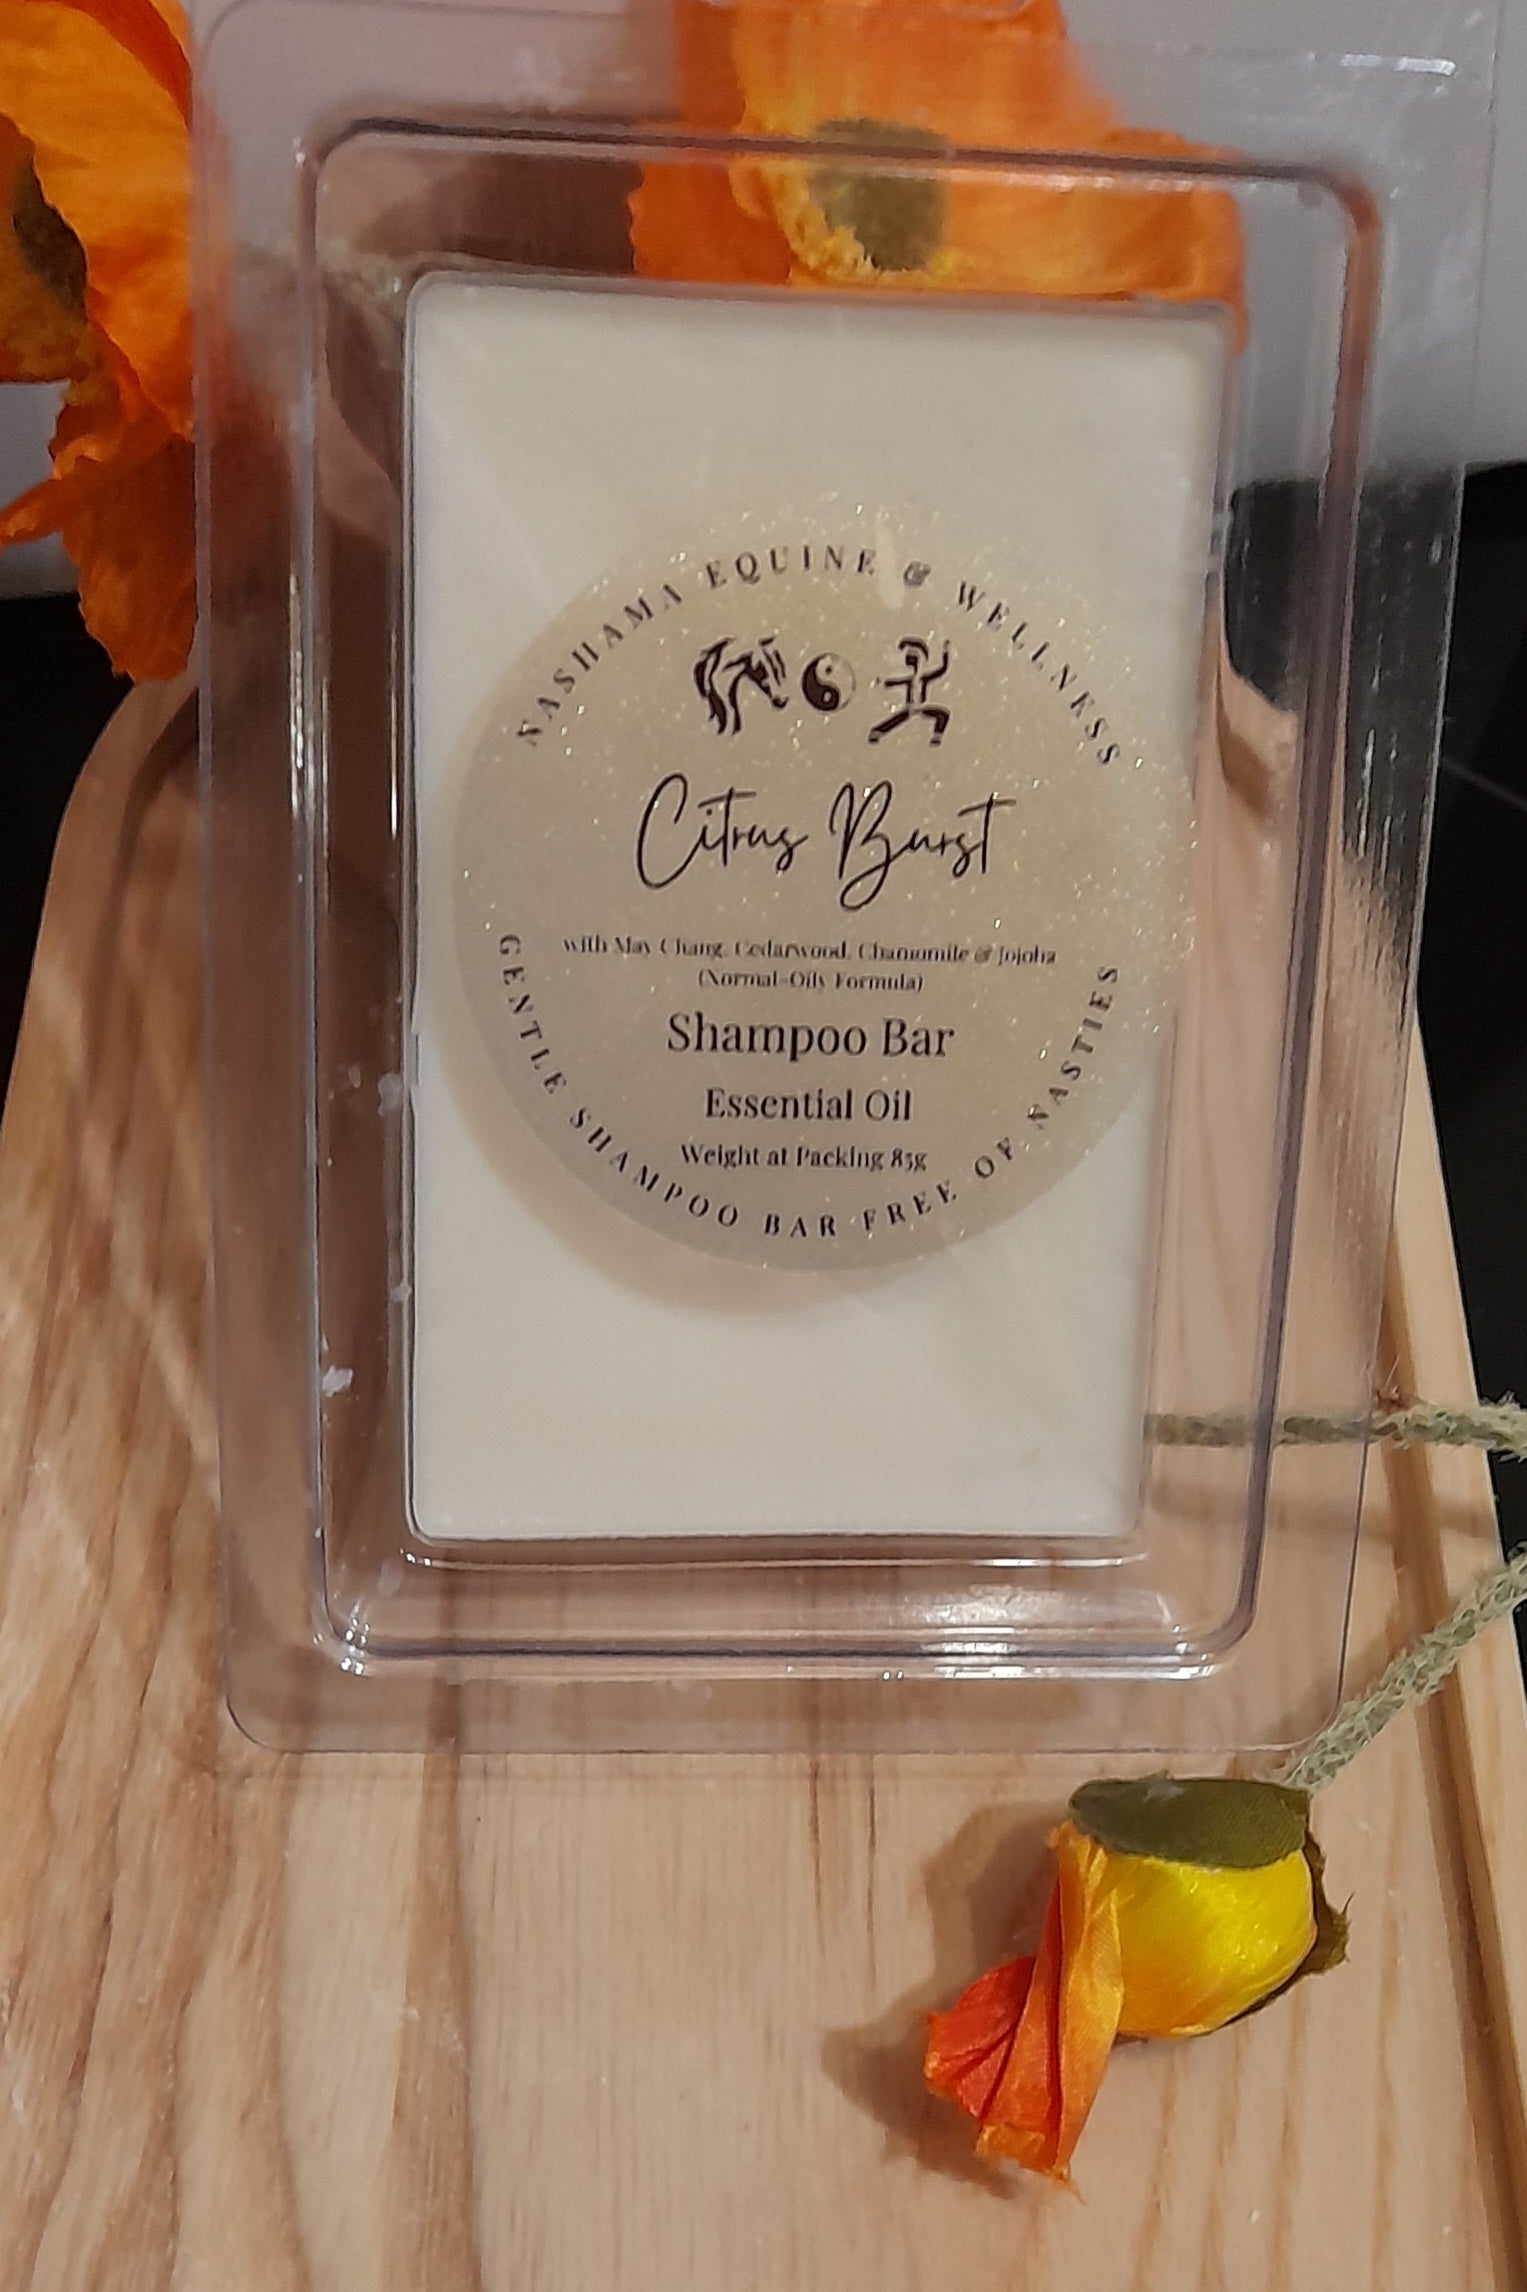 NASHAMA EQUINE & WELLNESS
Citrus Burst
with May Chang, Cedarwood, Chamomile & Jojoba
(Normal-Oily Formula)
Shampoo Bar
Essential Oil
Weight at Packing 85g
GENTLE SHAMPOO BAR FREE OF NASTIES